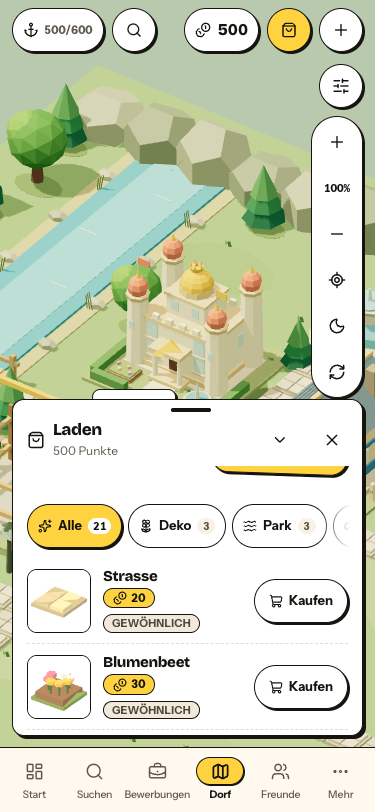 500/600
500
100%
Laden
500 Punkte
Alle 21
Deko 3
Park 3
Strasse
20
GEWÖHNLICH
Kaufen
Blumenbeet
30
GEWÖHNLICH
Kaufen
Start Suchen Bewerbungen Dorf Freunde Mehr